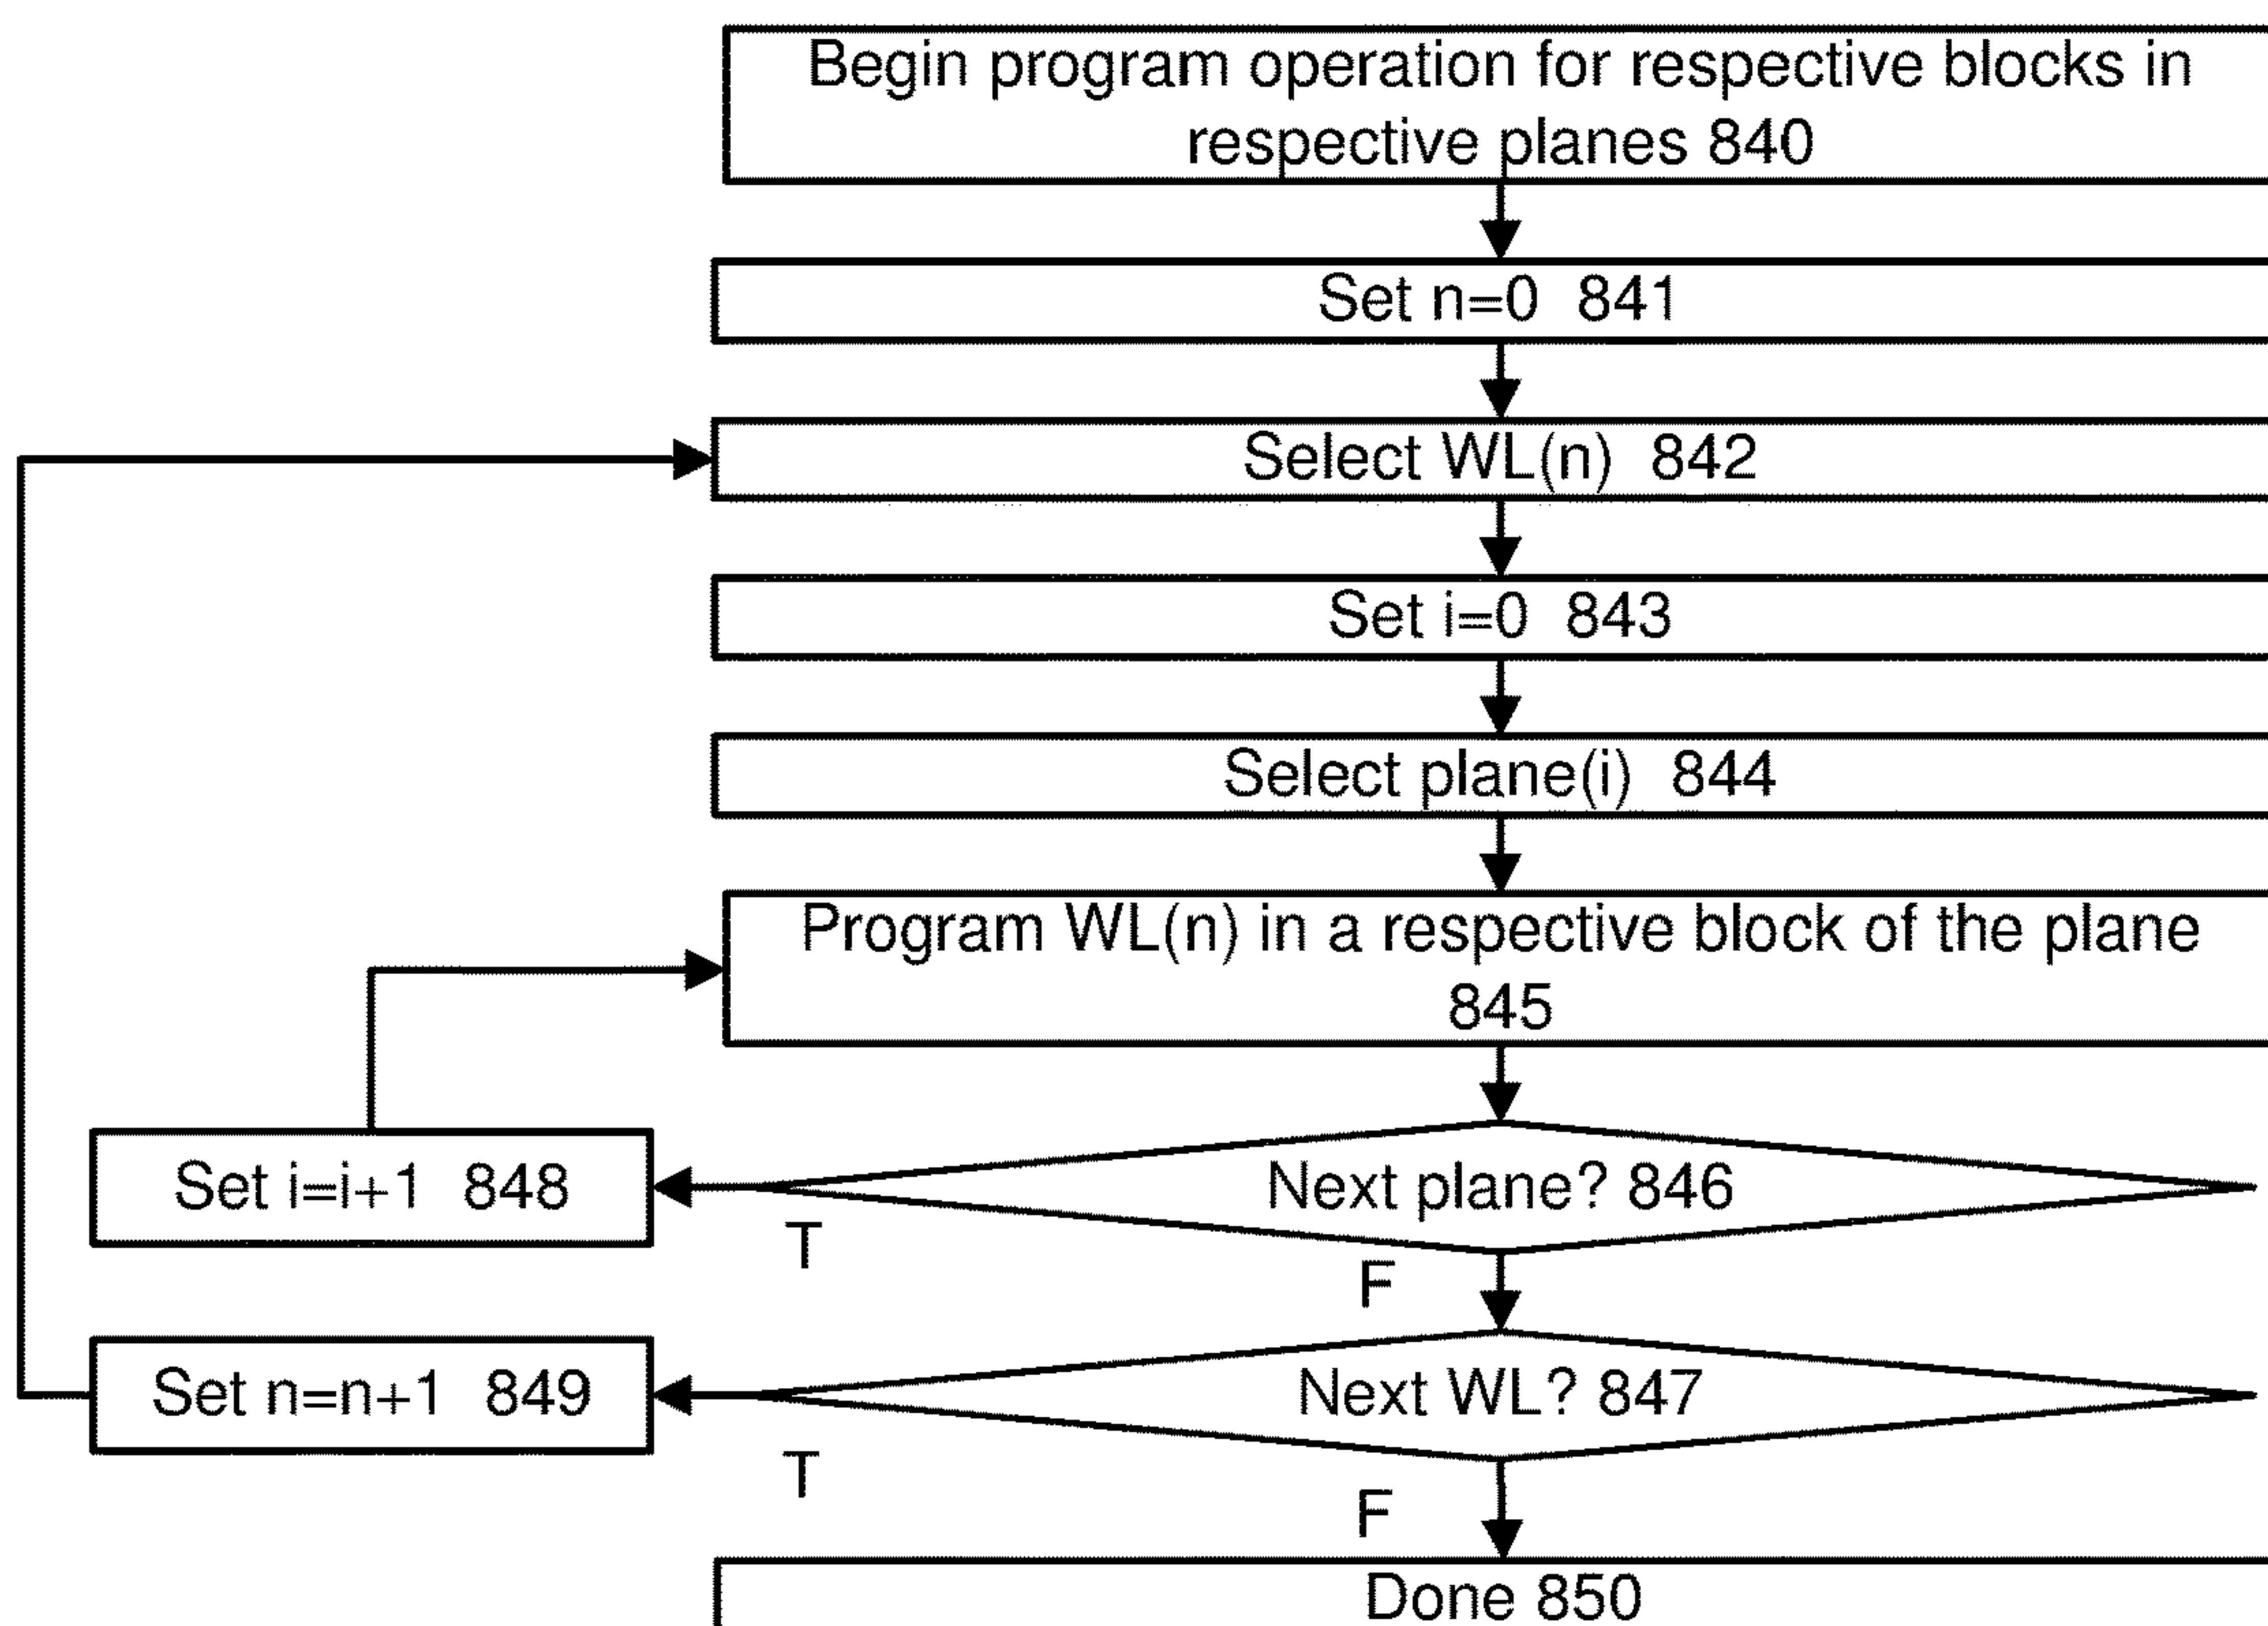 Begin program operation for respective blocks in
respective planes 840
Set n=0 841
Select WL(n) 842
Set i=0 843
Select plane(i) 844
Program WL(n) in a respective block of the plane
845
Set i=i+1 848
Next plane? 846
T
F
Set n=n+1 849
Next WL? 847
T
F
Done 850